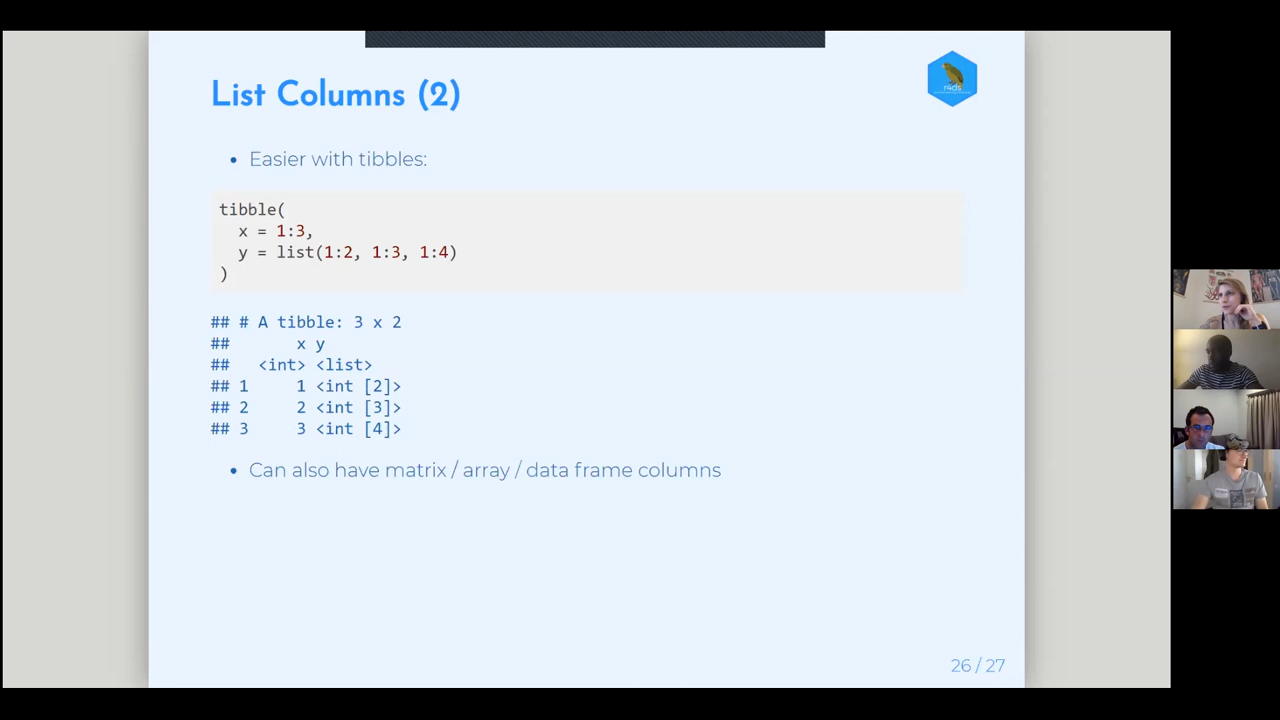 List Columns (2)
r4ds
• Easier with tibbles:
tibble(
  x = 1:3,
  y = list(1:2, 1:3, 1:4)
)
## # A tibble: 3 x 2
##       x y
##   <int> <list>
## 1     1 <int [2]>
## 2     2 <int [3]>
## 3     3 <int [4]>
• Can also have matrix / array / data frame columns
26 / 27